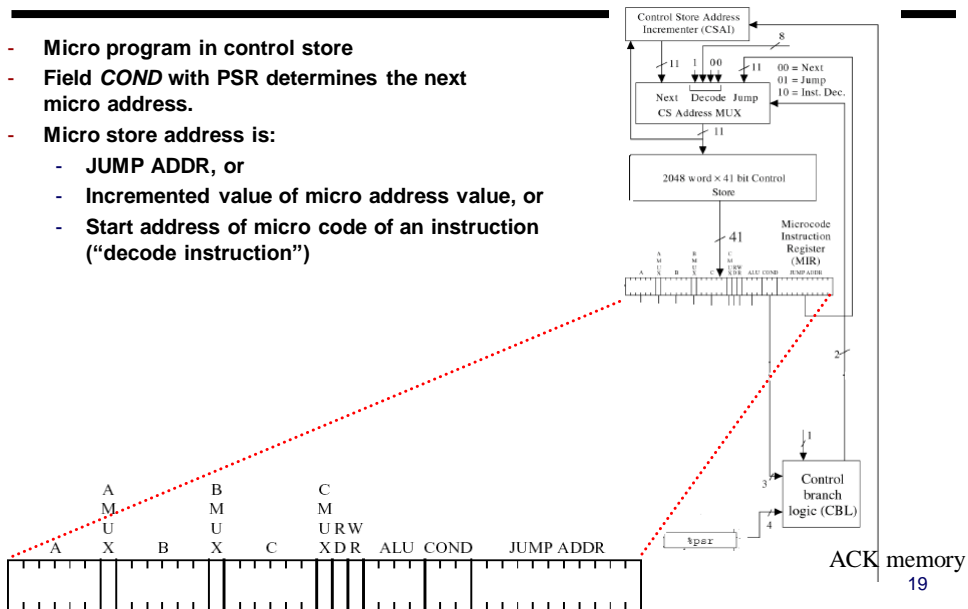 - Micro program in control store
- Field COND with PSR determines the next
micro address.
- Micro store address is:
- JUMP ADDR, or
- Incremented value of micro address value, or
- Start address of micro code of an instruction
("decode instruction")
Control Store Address
Incrementer (CSAI)
8
11
1 00
11
00 = Next
01 = Jump
10 = Inst. Dec.
Next Decode Jump
CS Address MUX
11
2048 word × 41 bit Control
Store
41
Microcode
Instruction
Register
(MIR)
A
M
U
X
B
M
U
X
C
M
U R W
A X B X C X D R ALU COND JUMP ADDR
2
1
3
Control
branch
logic (CBL)
4
%psr
A
M
U
X
B
M
U
X
C
M
U R W
X D R
A B C ALU COND JUMP ADDR
ACK memory
19